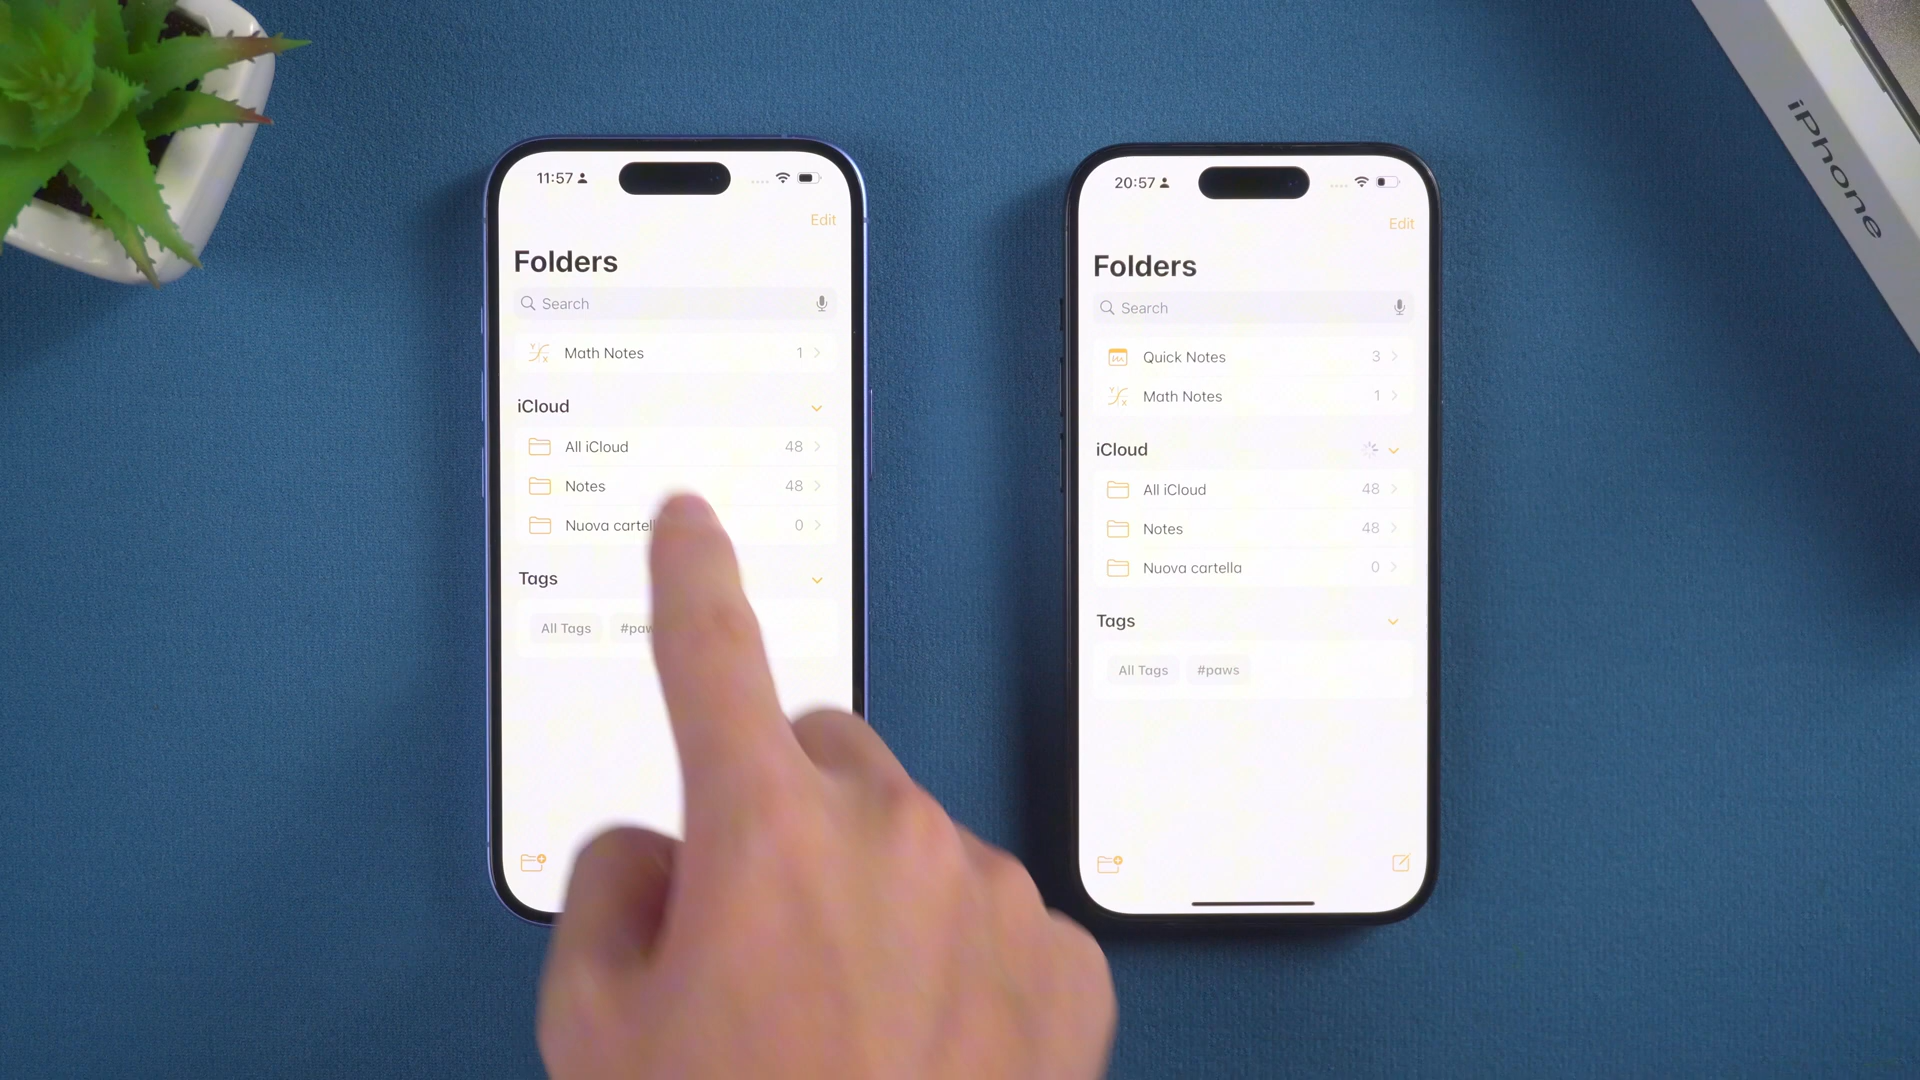 11:57
Edit
Folders
Search
Math Notes 1
iCloud
All iCloud 48
Notes 48
Nuova cartell 0
Tags
All Tags #paw
20:57
Edit
Folders
Search
Quick Notes 3
Math Notes 1
iCloud
All iCloud 48
Notes 48
Nuova cartella 0
Tags
All Tags #paws
iPhone